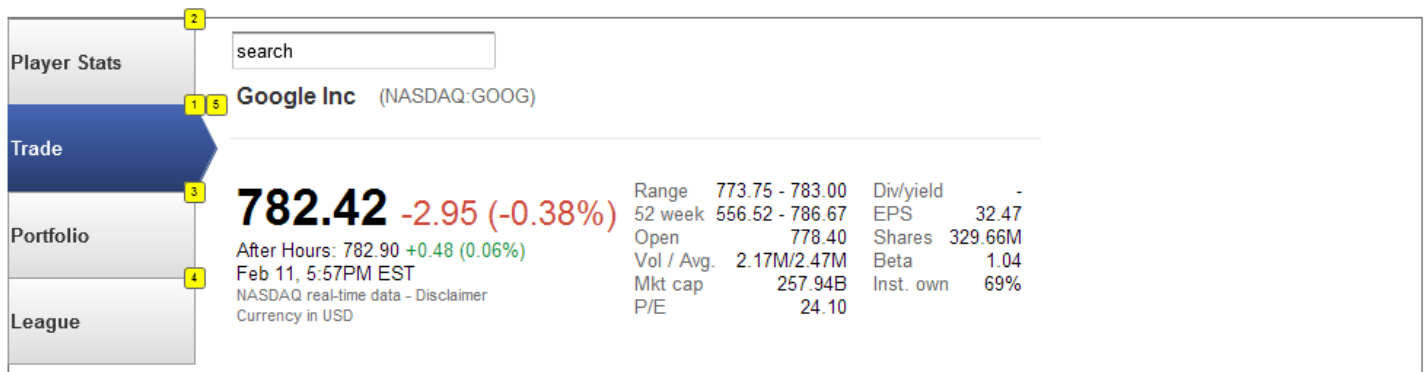 2
Player Stats
search
1 5
Google Inc (NASDAQ:GOOG)
Trade
3
782.42 -2.95 (-0.38%)
After Hours: 782.90 +0.48 (0.06%)
Feb 11, 5:57PM EST
NASDAQ real-time data - Disclaimer
Currency in USD
Range 773.75 - 783.00 Div/yield -
52 week 556.52 - 786.67 EPS 32.47
Open 778.40 Shares 329.66M
Vol / Avg. 2.17M/2.47M Beta 1.04
Mkt cap 257.94B Inst. own 69%
P/E 24.10
Portfolio
4
League